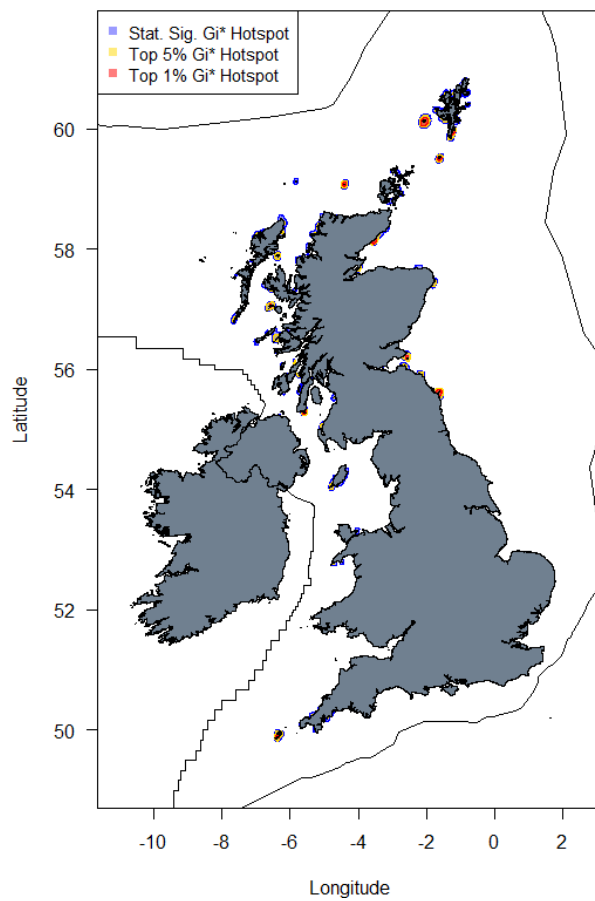 Stat. Sig. Gi* Hotspot
Top 5% Gi* Hotspot
Top 1% Gi* Hotspot
60
58
56
54
52
50
Latitude
-10 -8 -6 -4 -2 0 2
Longitude